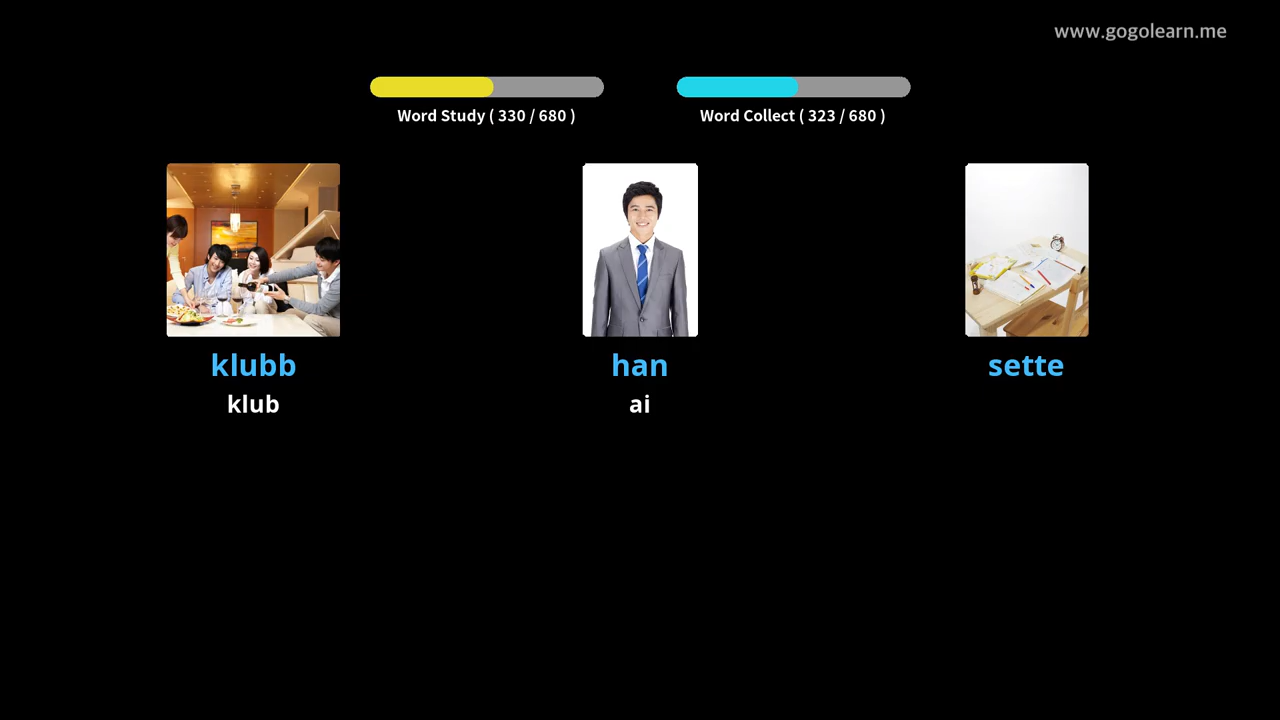 www.gogolearn.me
Word Study ( 330 / 680 )
Word Collect ( 323 / 680 )
klubb
klub
han
ai
sette